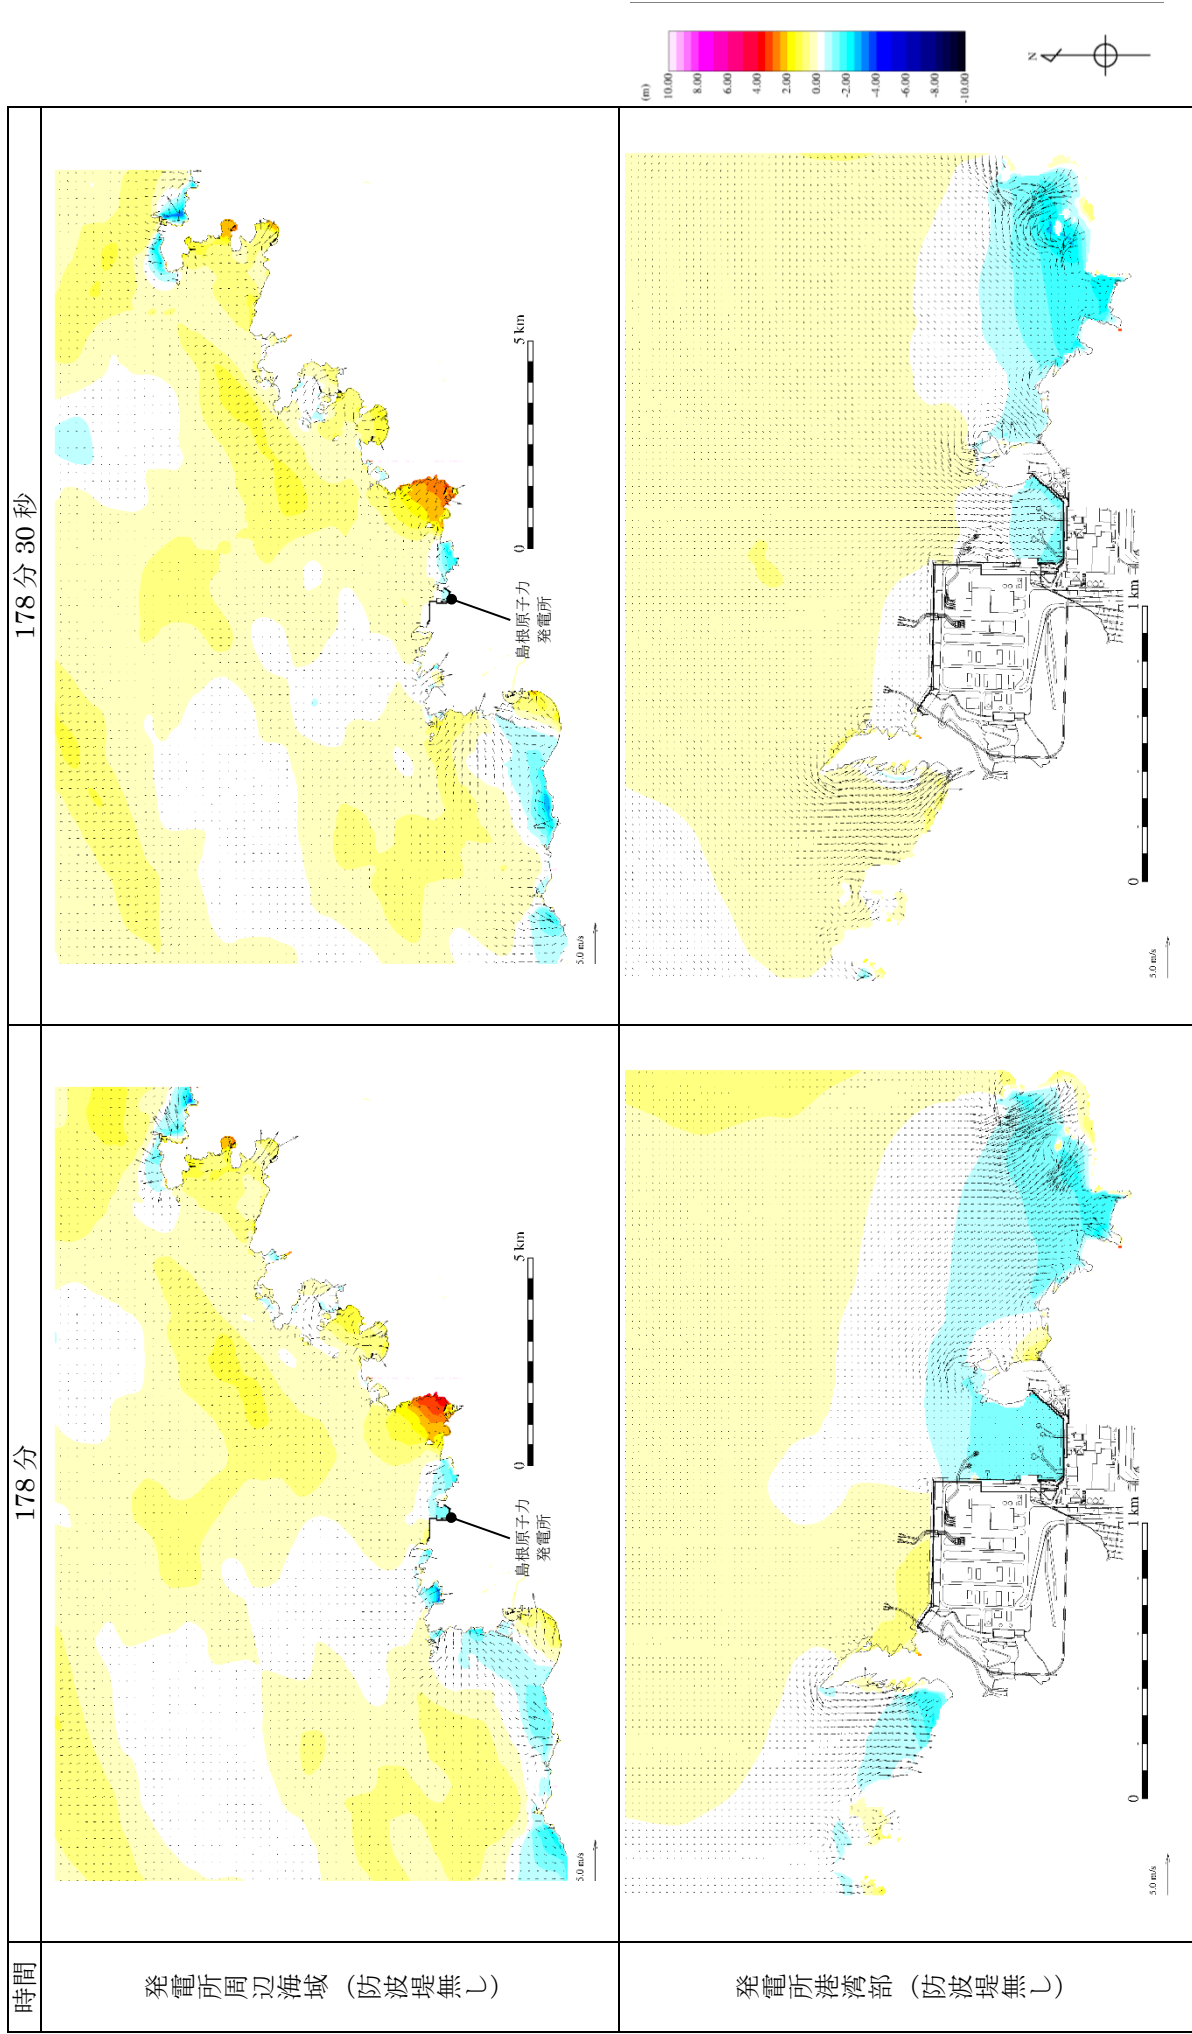 時間
178分
178分 30秒
発電所周辺海域（防波堤無し）
島根原子力
発電所
0
5 km
5.0 m/s
島根原子力
発電所
0
5 km
5.0 m/s
発電所港湾部（防波堤無し）
0
1 km
5.0 m/s
0
1 km
5.0 m/s
(m)
10.00
8.00
6.00
4.00
2.00
0.00
-2.00
-4.00
-6.00
-8.00
-10.00
N